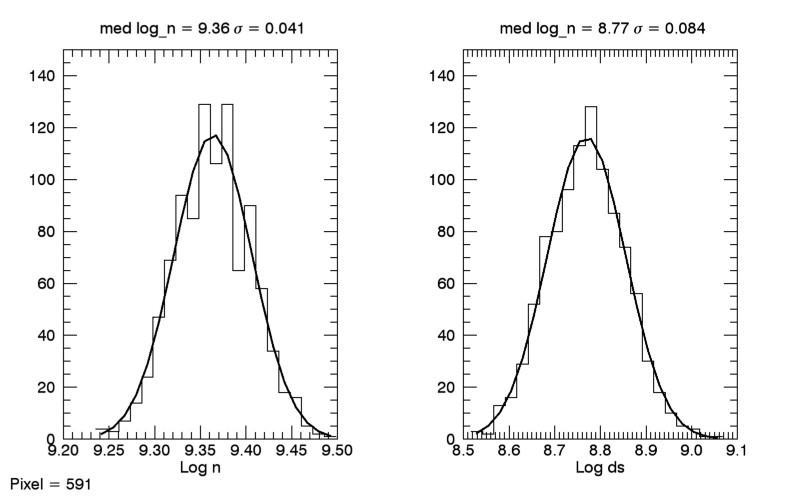 med log_n = 9.36 σ = 0.041
med log_n = 8.77 σ = 0.084
140
120
100
80
60
40
20
0
9.20 9.25 9.30 9.35 9.40 9.45 9.50
Log n
140
120
100
80
60
40
20
0
8.5 8.6 8.7 8.8 8.9 9.0 9.1
Log ds
Pixel = 591